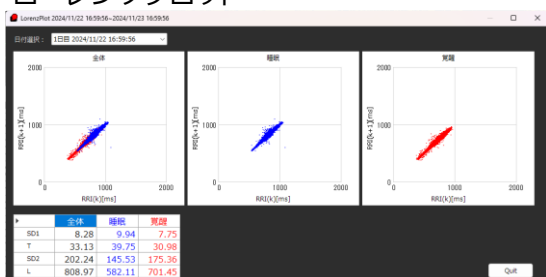 ローレンツプロット
LorenzPlot 2024/11/22 16:59:56~2024/11/23 16:59:56
日付選択： 1日目 2024/11/22 16:59:56
全体
2000
1000
0
RRI(k+1)[ms]
0 1000 2000
RRI(k)[ms]
睡眠
2000
1000
0
RRI(k+1)[ms]
0 1000 2000
RRI(k)[ms]
覚醒
2000
1000
0
RRI(k+1)[ms]
0 1000 2000
RRI(k)[ms]
全体 睡眠 覚醒
SD1 8.28 9.94 7.75
T 33.13 39.75 30.98
SD2 202.24 145.53 175.36
L 808.97 582.11 701.45
Quit